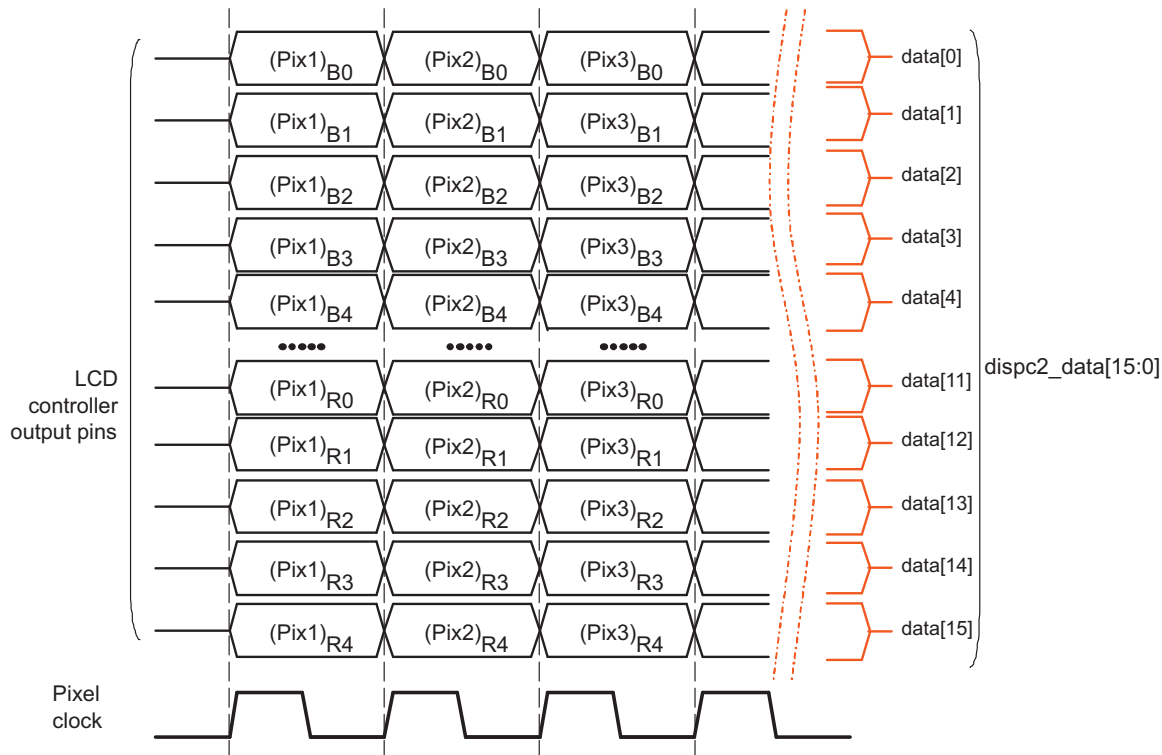 (Pix1)B0 (Pix2)B0 (Pix3)B0 data[0]
(Pix1)B1 (Pix2)B1 (Pix3)B1 data[1]
(Pix1)B2 (Pix2)B2 (Pix3)B2 data[2]
(Pix1)B3 (Pix2)B3 (Pix3)B3 data[3]
(Pix1)B4 (Pix2)B4 (Pix3)B4 data[4]
••••• ••••• •••••
LCD
controller
output pins
(Pix1)R0 (Pix2)R0 (Pix3)R0 data[11]
dispc2_data[15:0]
(Pix1)R1 (Pix2)R1 (Pix3)R1 data[12]
(Pix1)R2 (Pix2)R2 (Pix3)R2 data[13]
(Pix1)R3 (Pix2)R3 (Pix3)R3 data[14]
(Pix1)R4 (Pix2)R4 (Pix3)R4 data[15]
Pixel
clock